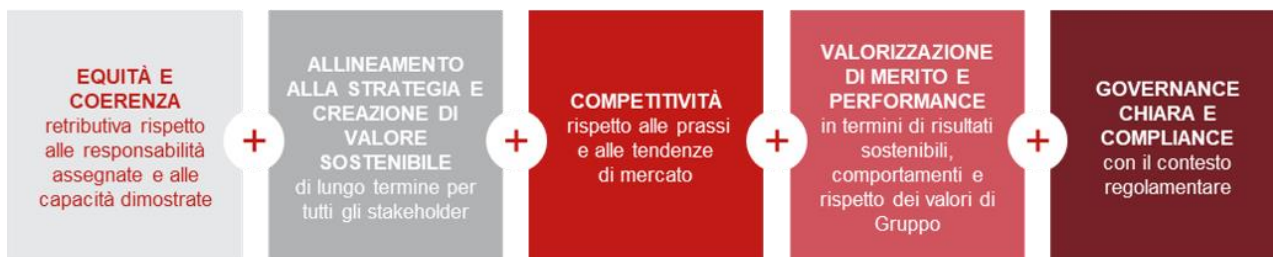 EQUITÀ E
COERENZA
retributiva rispetto
alle responsabilità
assegnate e alle
capacità dimostrate
+
ALLINEAMENTO
ALLA STRATEGIA E
CREAZIONE DI
VALORE
SOSTENIBILE
di lungo termine per
tutti gli stakeholder
+
COMPETITIVITÀ
rispetto alle prassi
e alle tendenze
di mercato
+
VALORIZZAZIONE
DI MERITO E
PERFORMANCE
in termini di risultati
sostenibili,
comportamenti e
rispetto dei valori di
Gruppo
+
GOVERNANCE
CHIARA E
COMPLIANCE
con il contesto
regolamentare